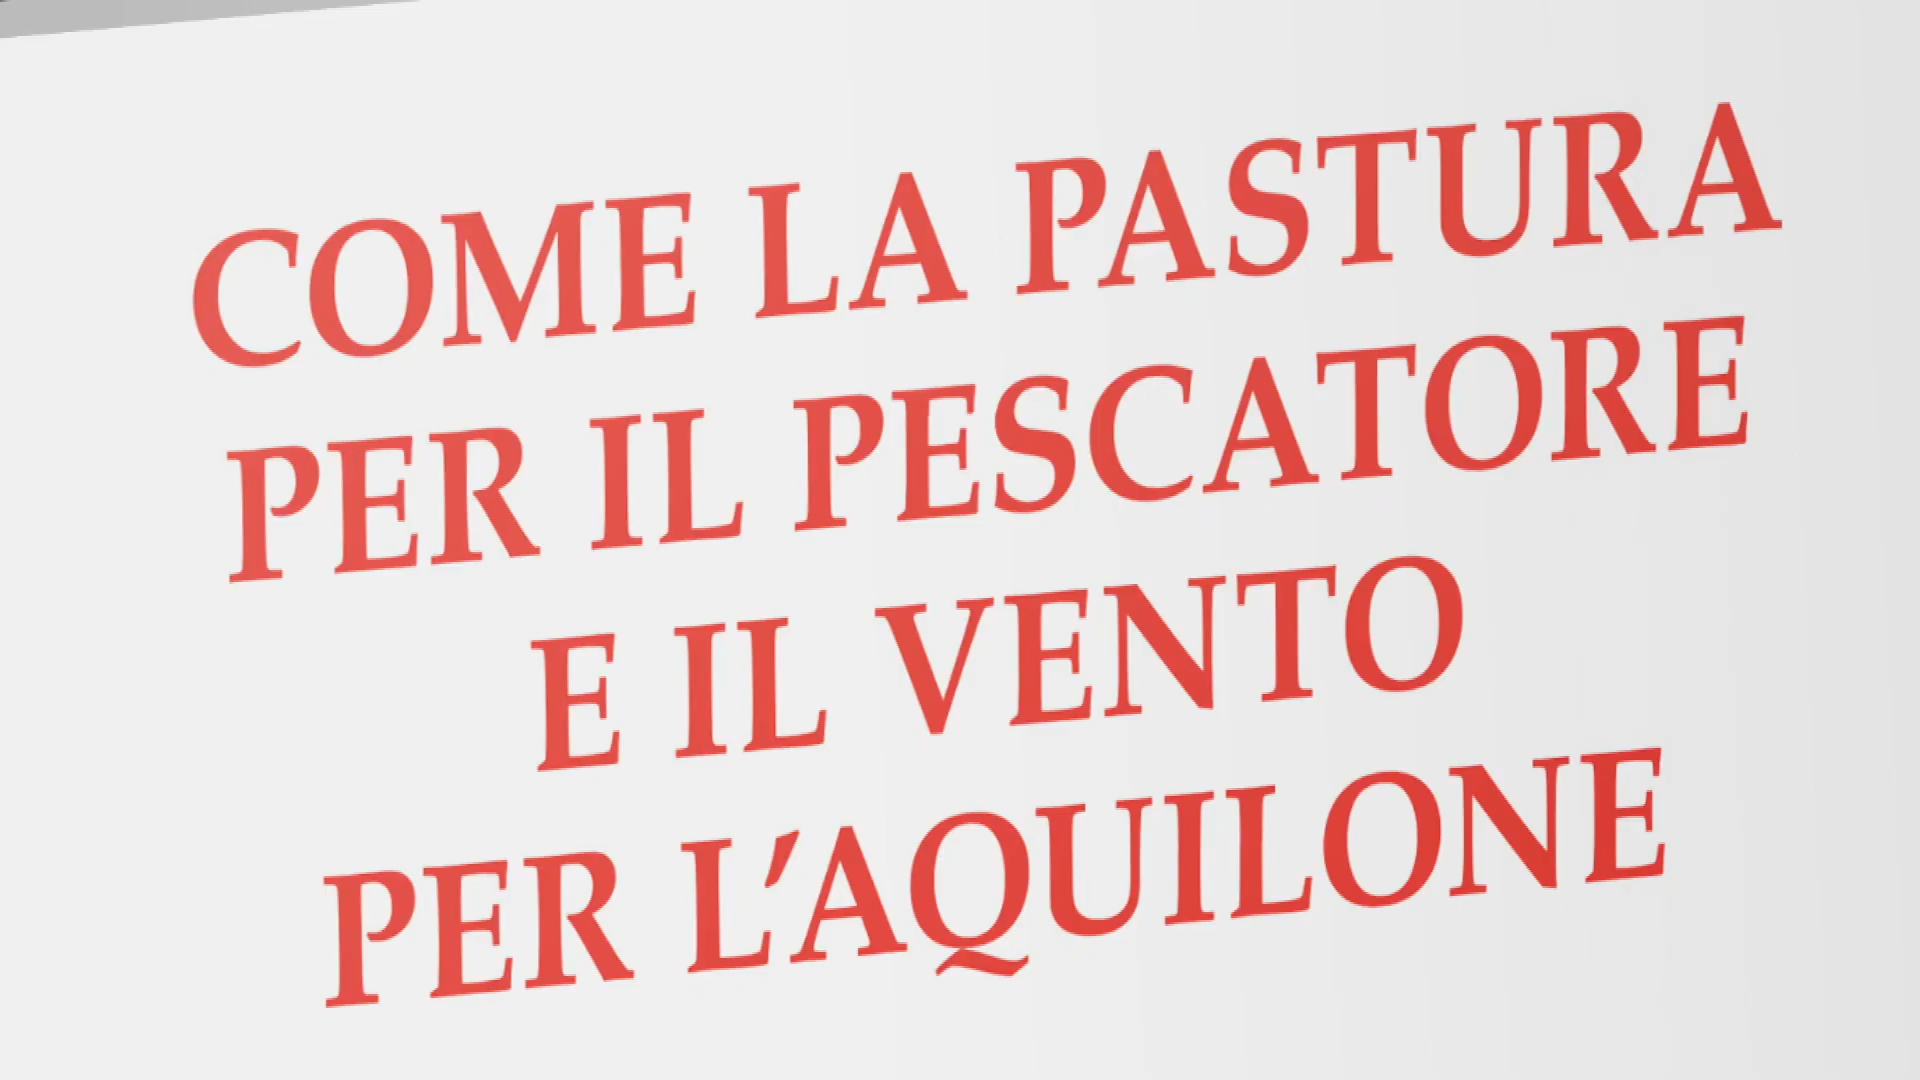 COME LA PASTURA
PER IL PESCATORE
E IL VENTO
PER L'AQUILONE